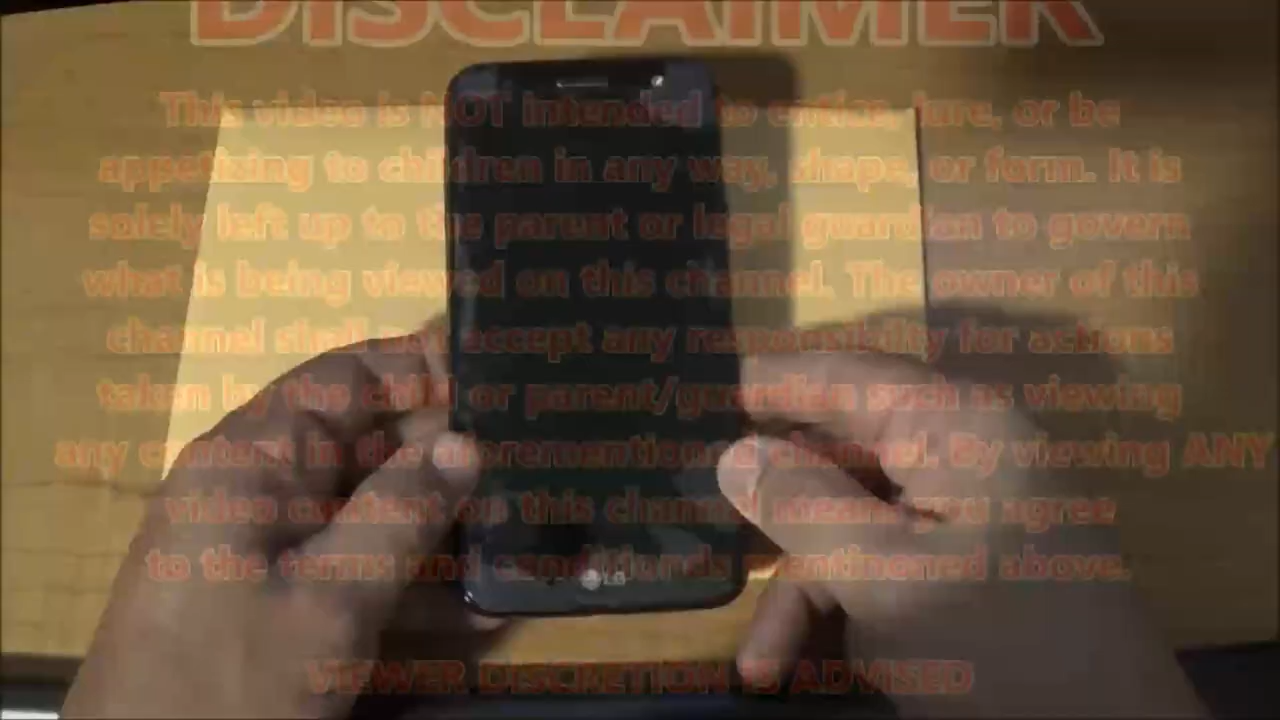 DISCLAIMER
This video is NOT intended to entice, lure, or be
appetizing to children in any way, shape, or form. It is
solely left up to the parent or legal guardian to govern
what is being viewed on this channel. The owner of this
channel shall not accept any responsibilty for actions
taken by the child or parent/guardian such as viewing
any content in the aforementioned channel. By viewing ANY
video content on this channel means you agree
to the terms and conditionds mentinored above.
LG
VIEWER DISCRETION IS ADVISED